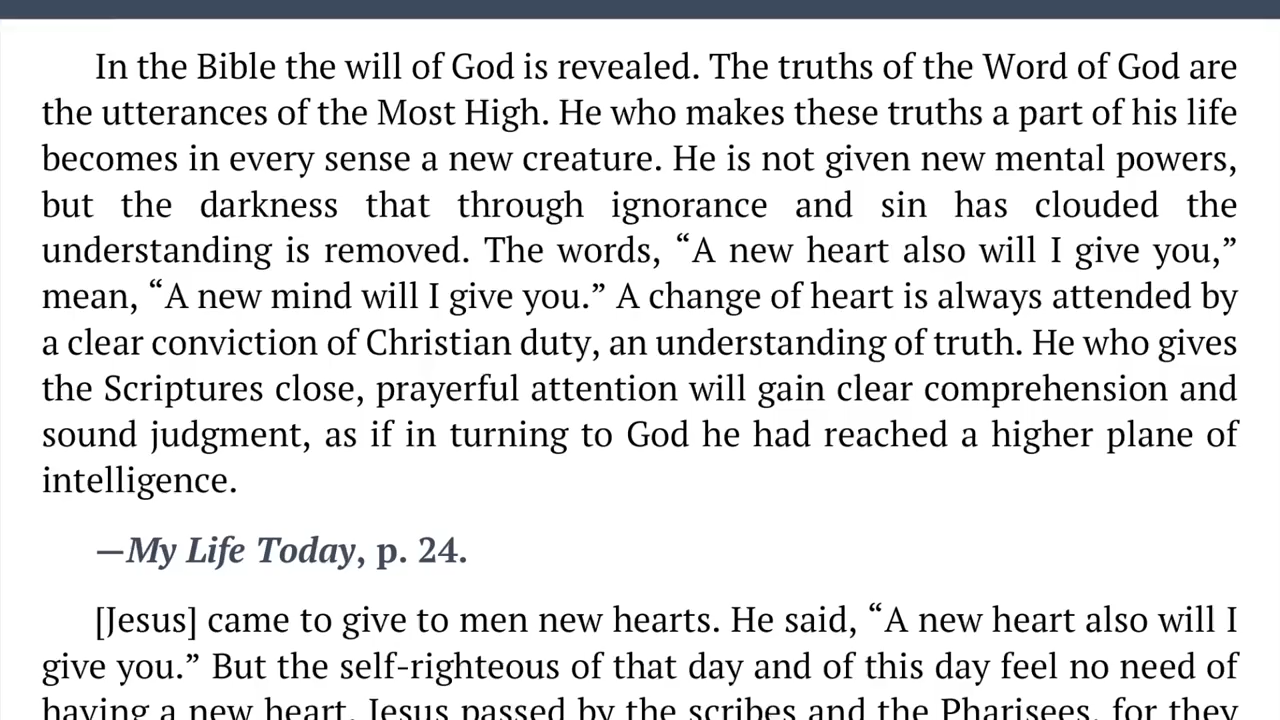 In the Bible the will of God is revealed. The truths of the Word of God are
the utterances of the Most High. He who makes these truths a part of his life
becomes in every sense a new creature. He is not given new mental powers,
but the darkness that through ignorance and sin has clouded the
understanding is removed. The words, “A new heart also will I give you,”
mean, “A new mind will I give you.” A change of heart is always attended by
a clear conviction of Christian duty, an understanding of truth. He who gives
the Scriptures close, prayerful attention will gain clear comprehension and
sound judgment, as if in turning to God he had reached a higher plane of
intelligence.
—My Life Today, p. 24.
[Jesus] came to give to men new hearts. He said, “A new heart also will I
give you.” But the self-righteous of that day and of this day feel no need of
having a new heart. Jesus passed by the scribes and the Pharisees, for they